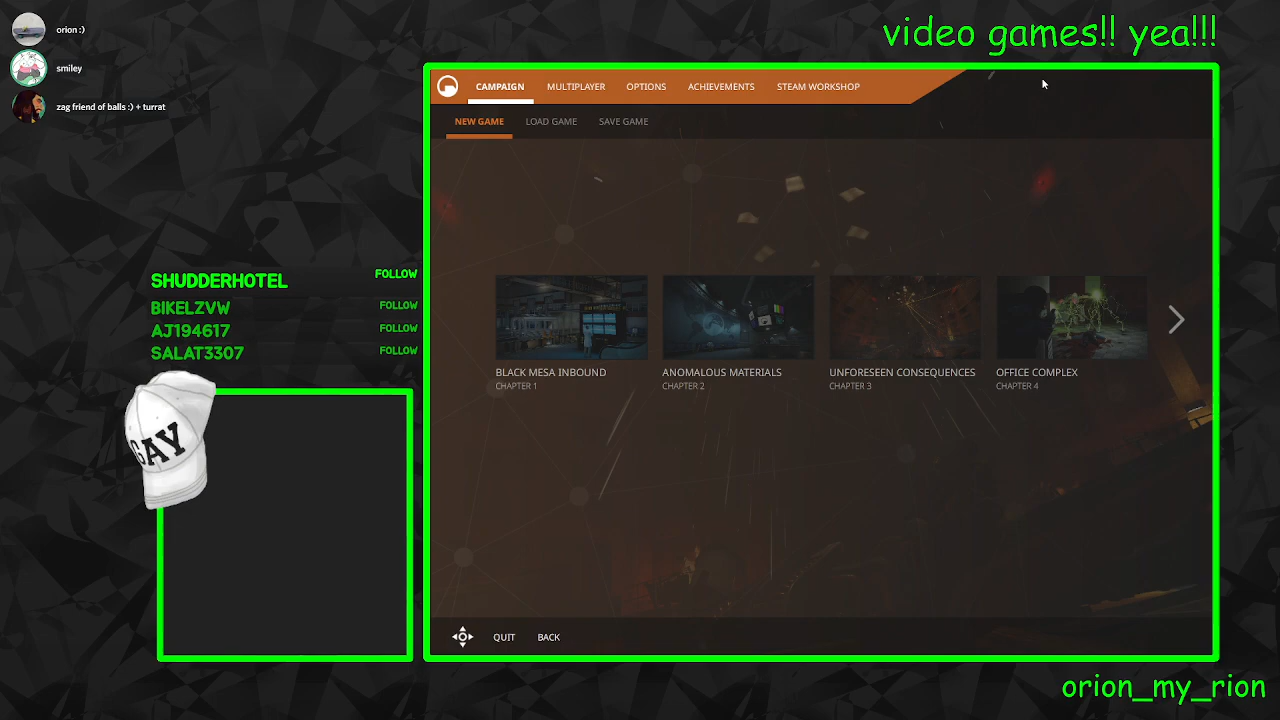 orion :)
smiley
zag friend of balls :) + turrat
video games!! yea!!!
CAMPAIGN MULTIPLAYER OPTIONS ACHIEVEMENTS STEAM WORKSHOP
NEW GAME LOAD GAME SAVE GAME
SHUDDERHOTEL FOLLOW
BIKELZVW FOLLOW
AJ194617 FOLLOW
SALAT3307 FOLLOW
GAY
BLACK MESA INBOUND
CHAPTER 1
ANOMALOUS MATERIALS
CHAPTER 2
UNFORESEEN CONSEQUENCES
CHAPTER 3
OFFICE COMPLEX
CHAPTER 4
QUIT BACK
orion_my_rion